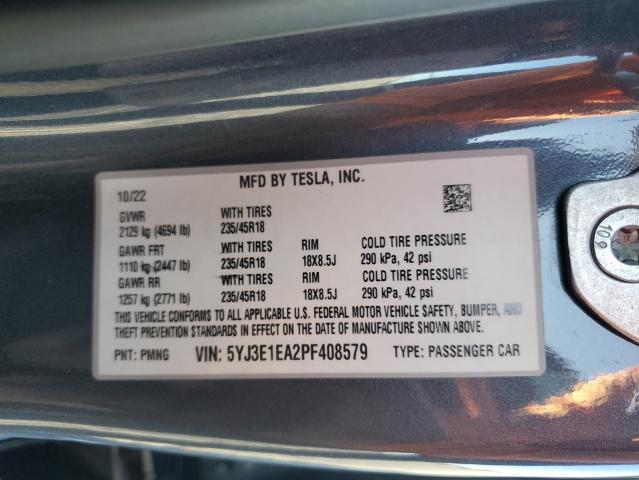 MFD BY TESLA, INC.
10/22
GVWR WITH TIRES
2129 kg (4694 lb) 235/45R18
GAWR FRT WITH TIRES RIM COLD TIRE PRESSURE
1110 kg (2447 lb) 235/45R18 18X8.5J 290 kPa, 42 psi
GAWR RR WITH TIRES RIM COLD TIRE PRESSURE
1257 kg (2771 lb) 235/45R18 18X8.5J 290 kPa, 42 psi
THIS VEHICLE CONFORMS TO ALL APPLICABLE U.S. FEDERAL MOTOR VEHICLE SAFETY, BUMPER, AND
THEFT PREVENTION STANDARDS IN EFFECT ON THE DATE OF MANUFACTURE SHOWN ABOVE.
PNT: PMNG VIN: 5YJ3E1EA2PF408579 TYPE: PASSENGER CAR
10.9